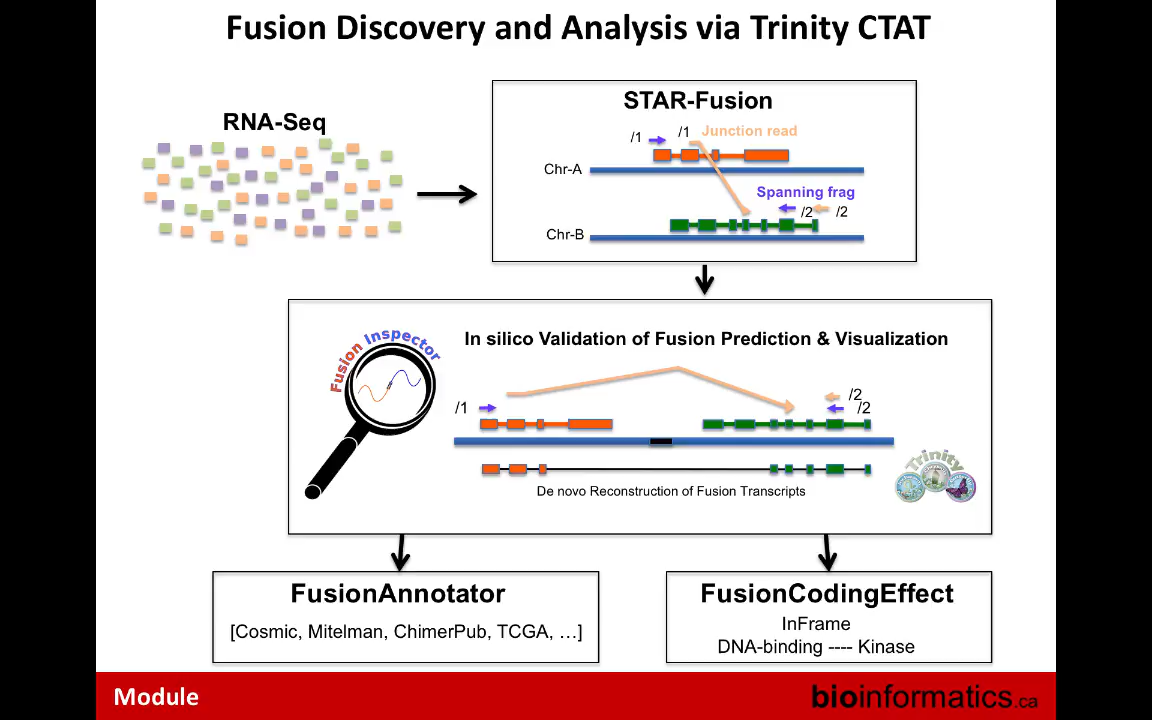 Fusion Discovery and Analysis via Trinity CTAT
RNA-Seq
STAR-Fusion
/1
/1
Junction read
Chr-A
Spanning frag
/2
/2
Chr-B
Fusion Inspector
In silico Validation of Fusion Prediction & Visualization
/1
/2
/2
De novo Reconstruction of Fusion Transcripts
Trinity
FusionAnnotator
[Cosmic, Mitelman, ChimerPub, TCGA, …]
FusionCodingEffect
InFrame
DNA-binding ---- Kinase
Module
bioinformatics.ca